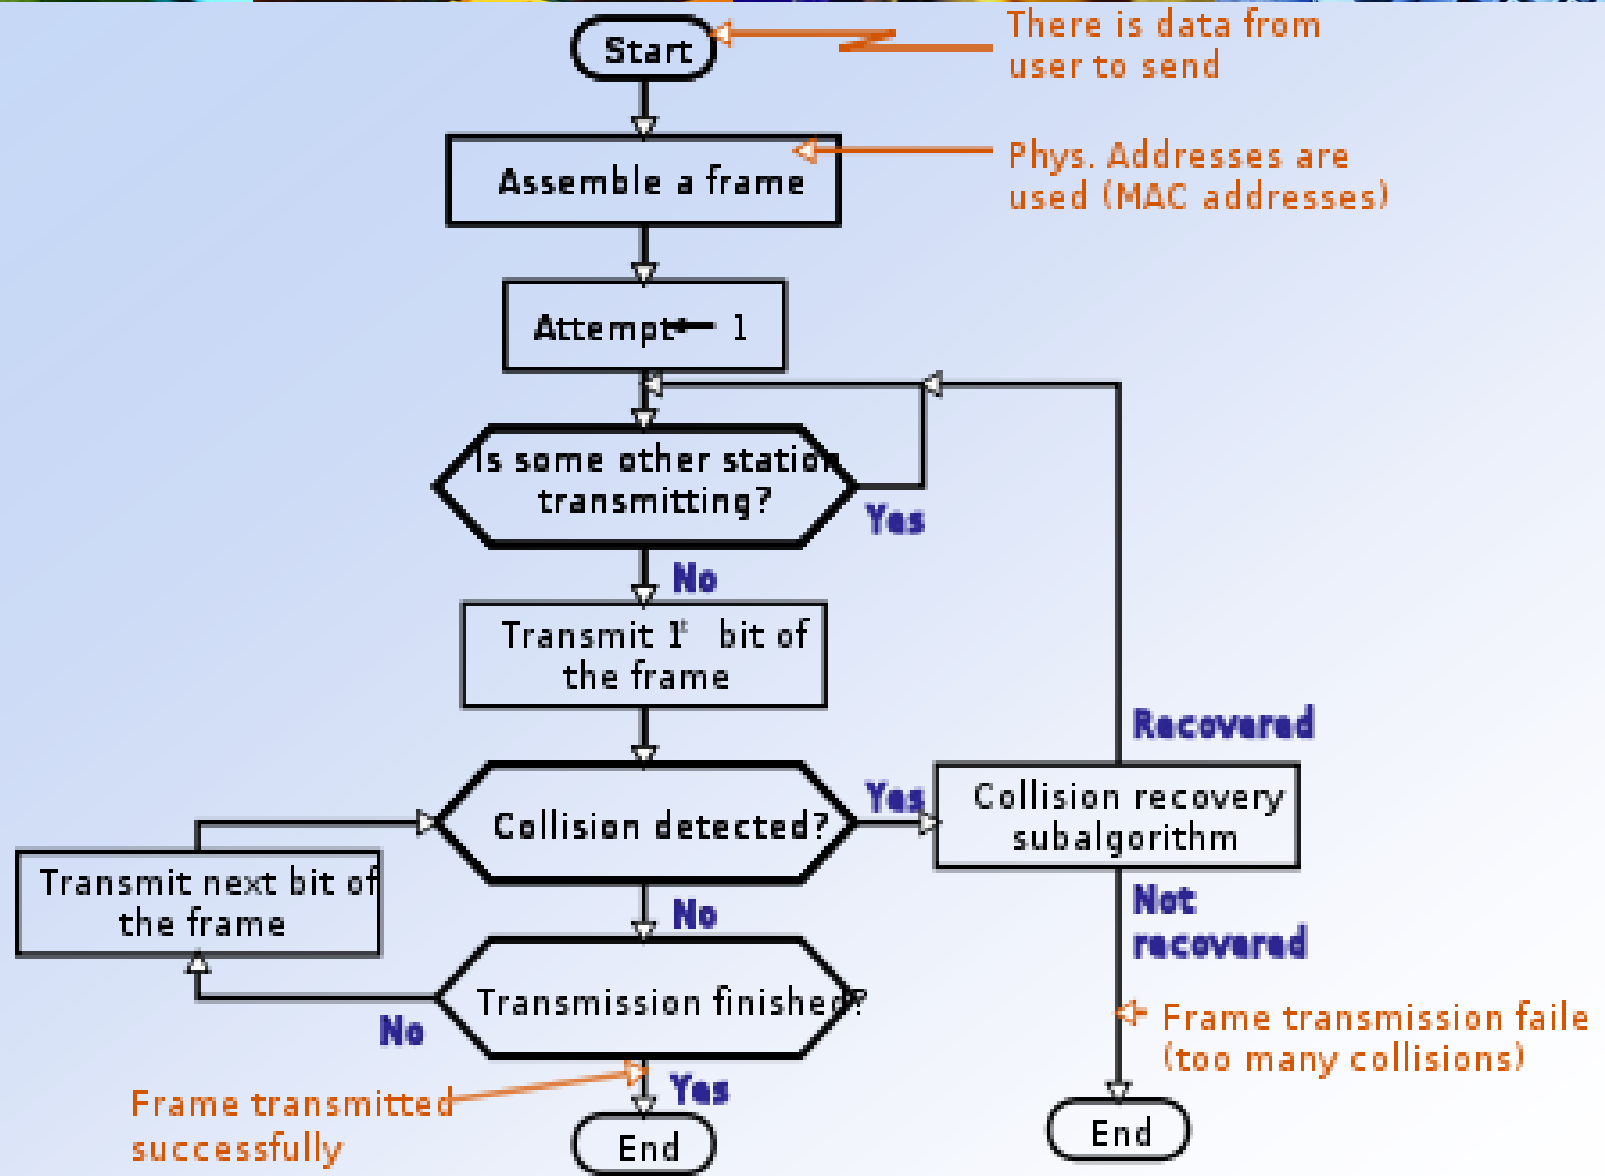 Start
There is data from
user to send
Assemble a frame
Phys. Addresses are
used (MAC addresses)
Attempt ← 1
Is some other station
transmitting?
Yes
No
Transmit 1st bit of
the frame
Recovered
Collision detected?
Yes
Collision recovery
subalgorithm
Transmit next bit of
the frame
No
Not
recovered
Transmission finished?
No
Frame transmission faile
(too many collisions)
Yes
Frame transmitted
successfully
End
End